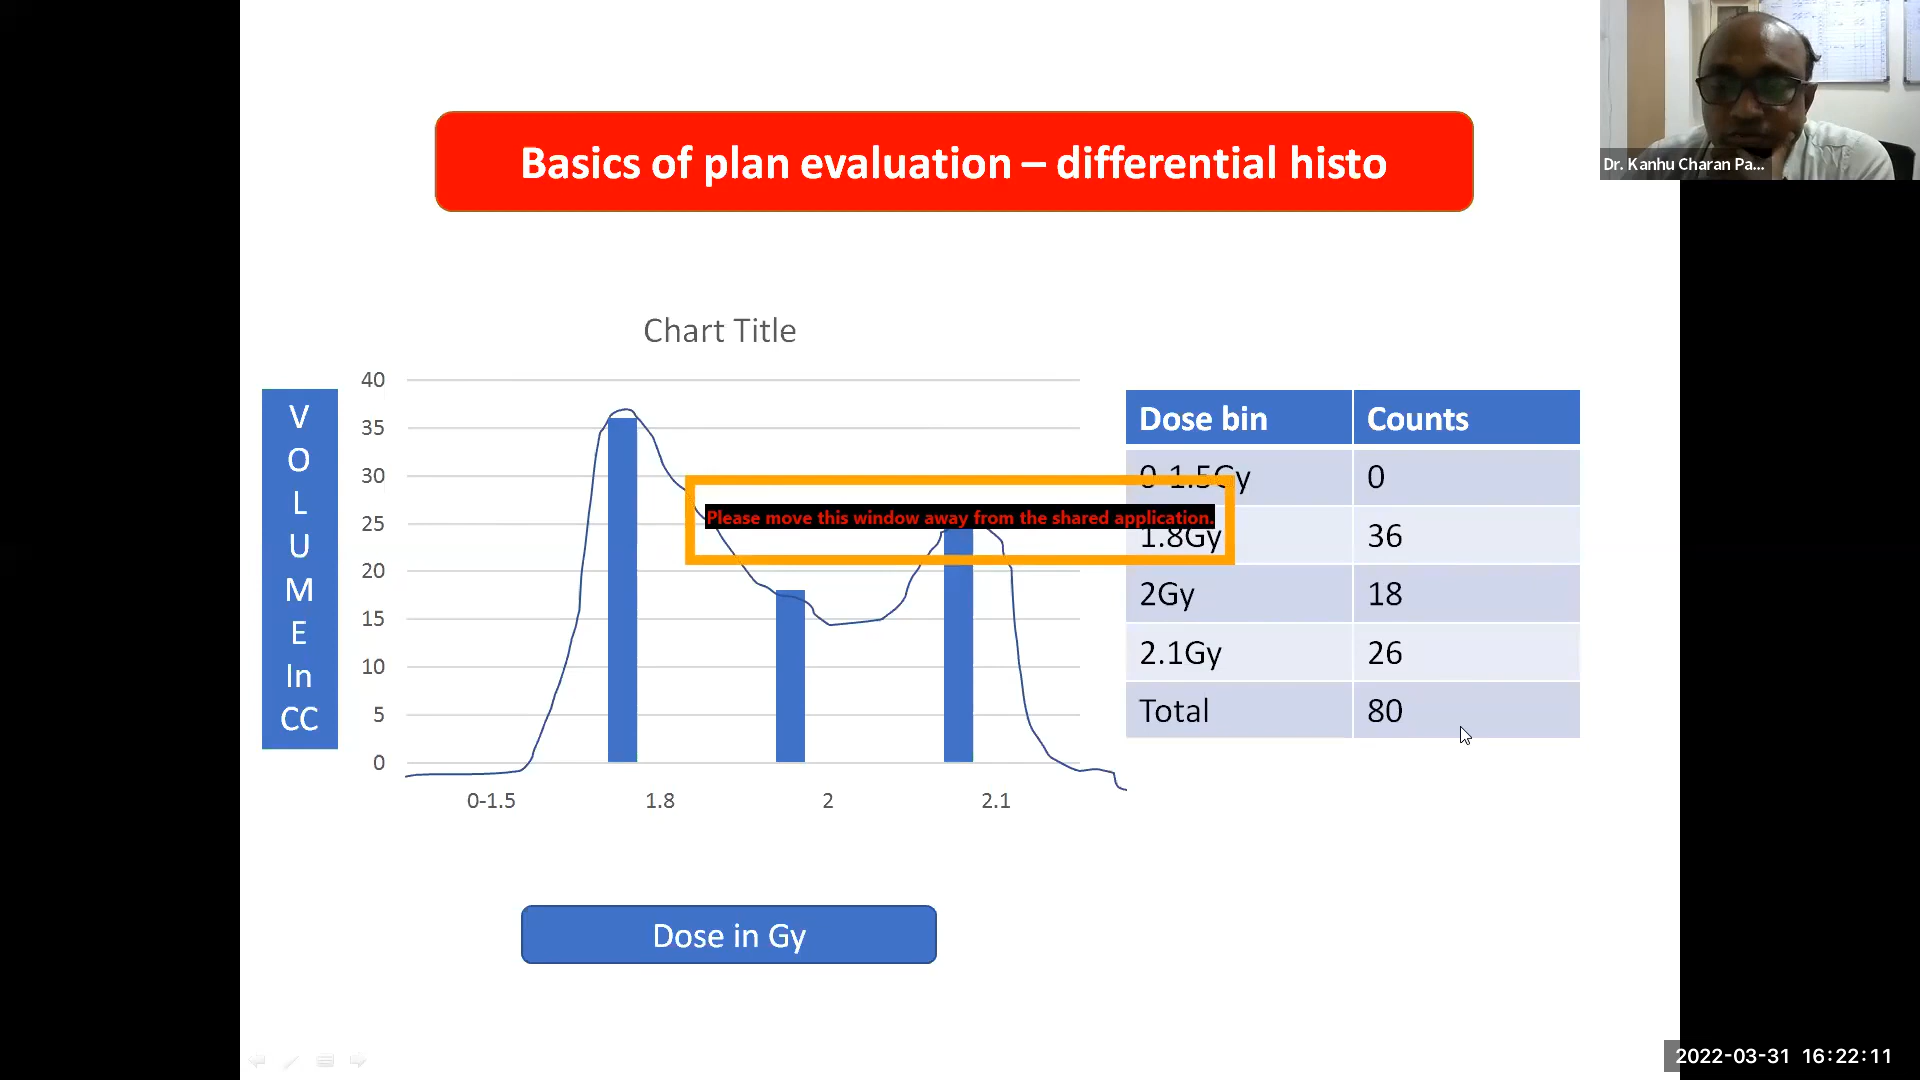 Dr. Kanhu Charan Pa...
Basics of plan evaluation – differential histo
Chart Title
V
O
L
U
M
E
In
CC
40
35
30
25
20
15
10
5
0
0-1.5
1.8
2
2.1
Dose in Gy
Please move this window away from the shared application.
Dose bin Counts
0-1.5Gy 0
1.8Gy 36
2Gy 18
2.1Gy 26
Total 80
2022-03-31 16:22:11